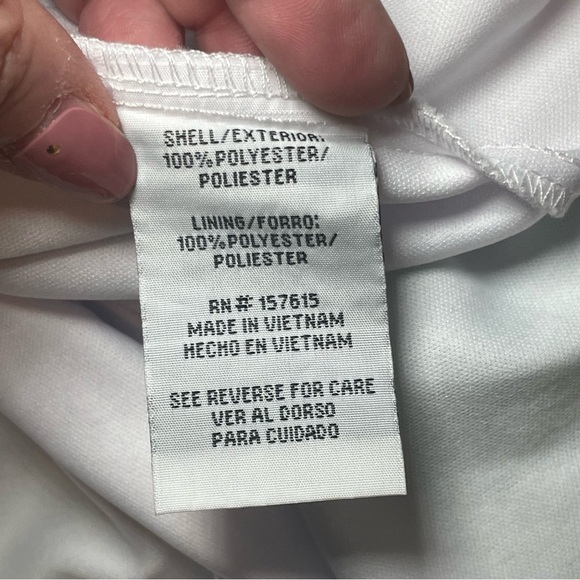 SHELL/EXTERIOR:
100%POLYESTER/
POLIESTER
LINING/FORRO:
100%POLYESTER/
POLIESTER
RN# 157615
MADE IN VIETNAM
HECHO EN VIETNAM
SEE REVERSE FOR CARE
VER AL DORSO
PARA CUIDADO